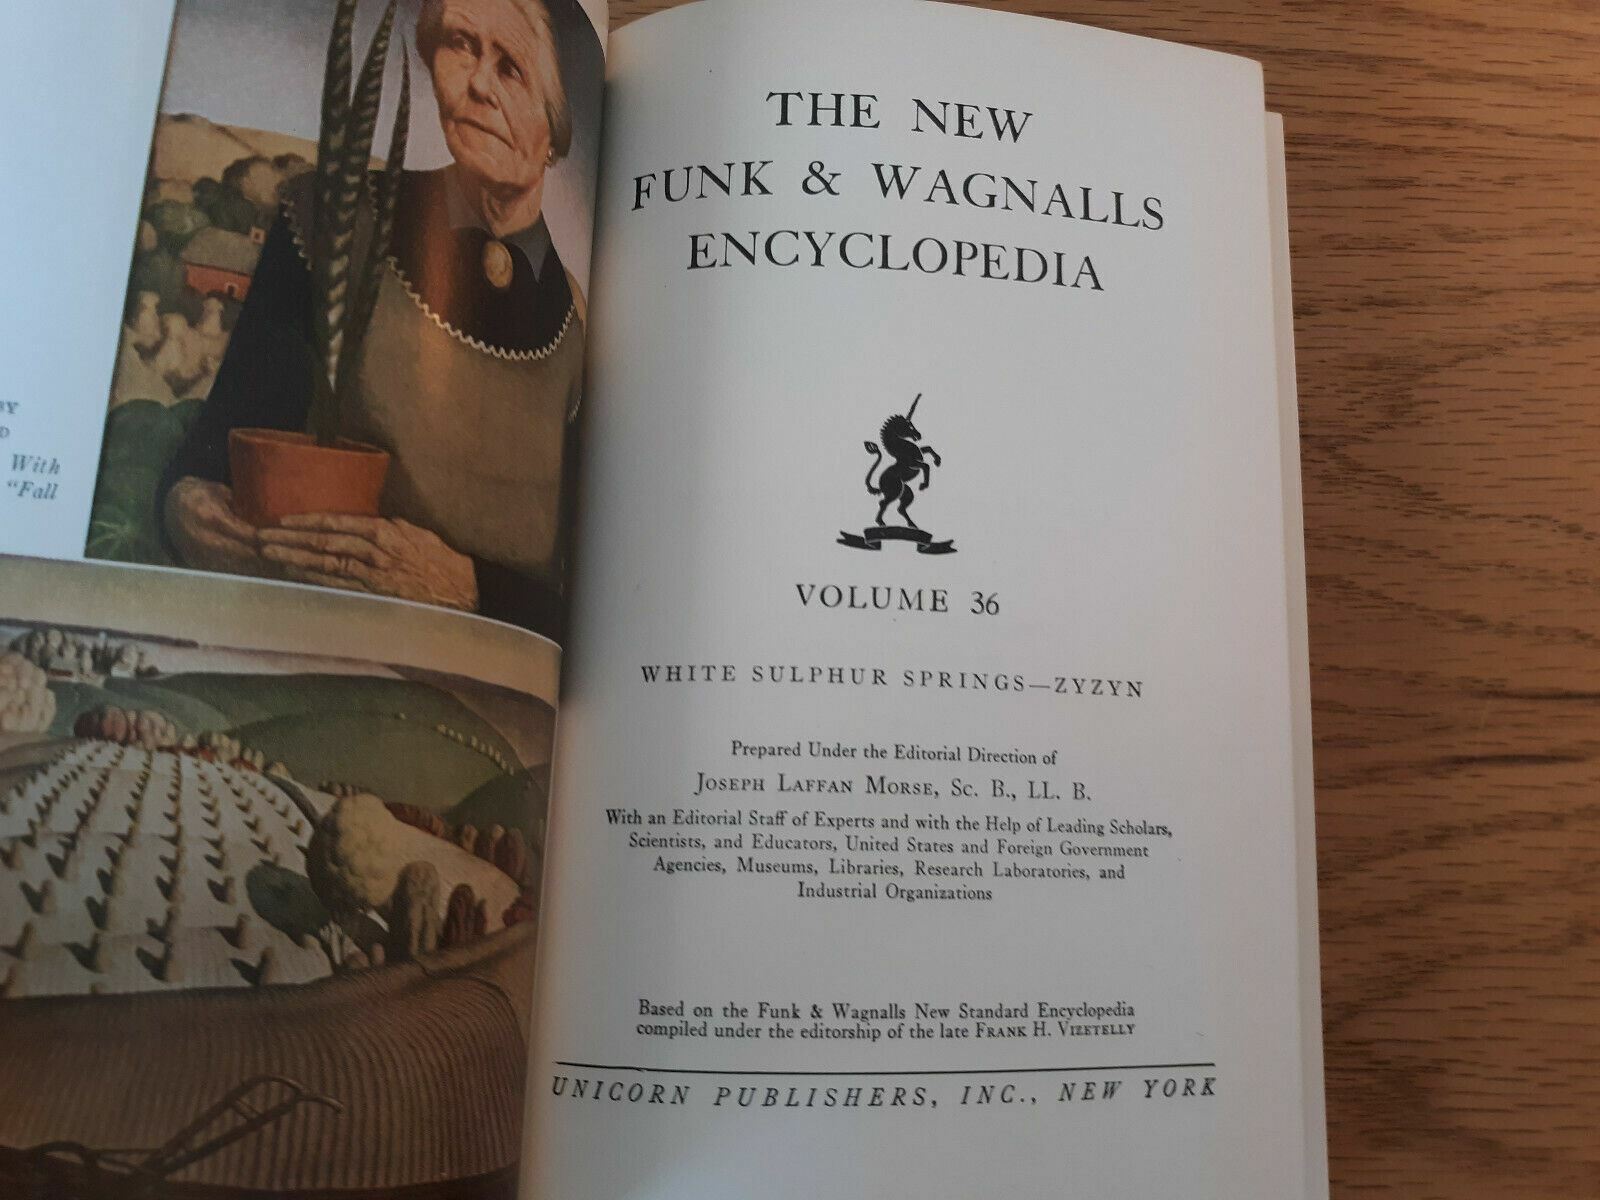 BY
D
With
"Fall
THE NEW
FUNK & WAGNALLS
ENCYCLOPEDIA
VOLUME 36
WHITE SULPHUR SPRINGS—ZYZYN
Prepared Under the Editorial Direction of
JOSEPH LAFFAN MORSE, SC. B., LL. B.
With an Editorial Staff of Experts and with the Help of Leading Scholars,
Scientists, and Educators, United States and Foreign Government
Agencies, Museums, Libraries, Research Laboratories, and
Industrial Organizations
Based on the Funk & Wagnalls New Standard Encyclopedia
compiled under the editorship of the late FRANK H. VIZETELLY
UNICORN PUBLISHERS, INC., NEW YORK